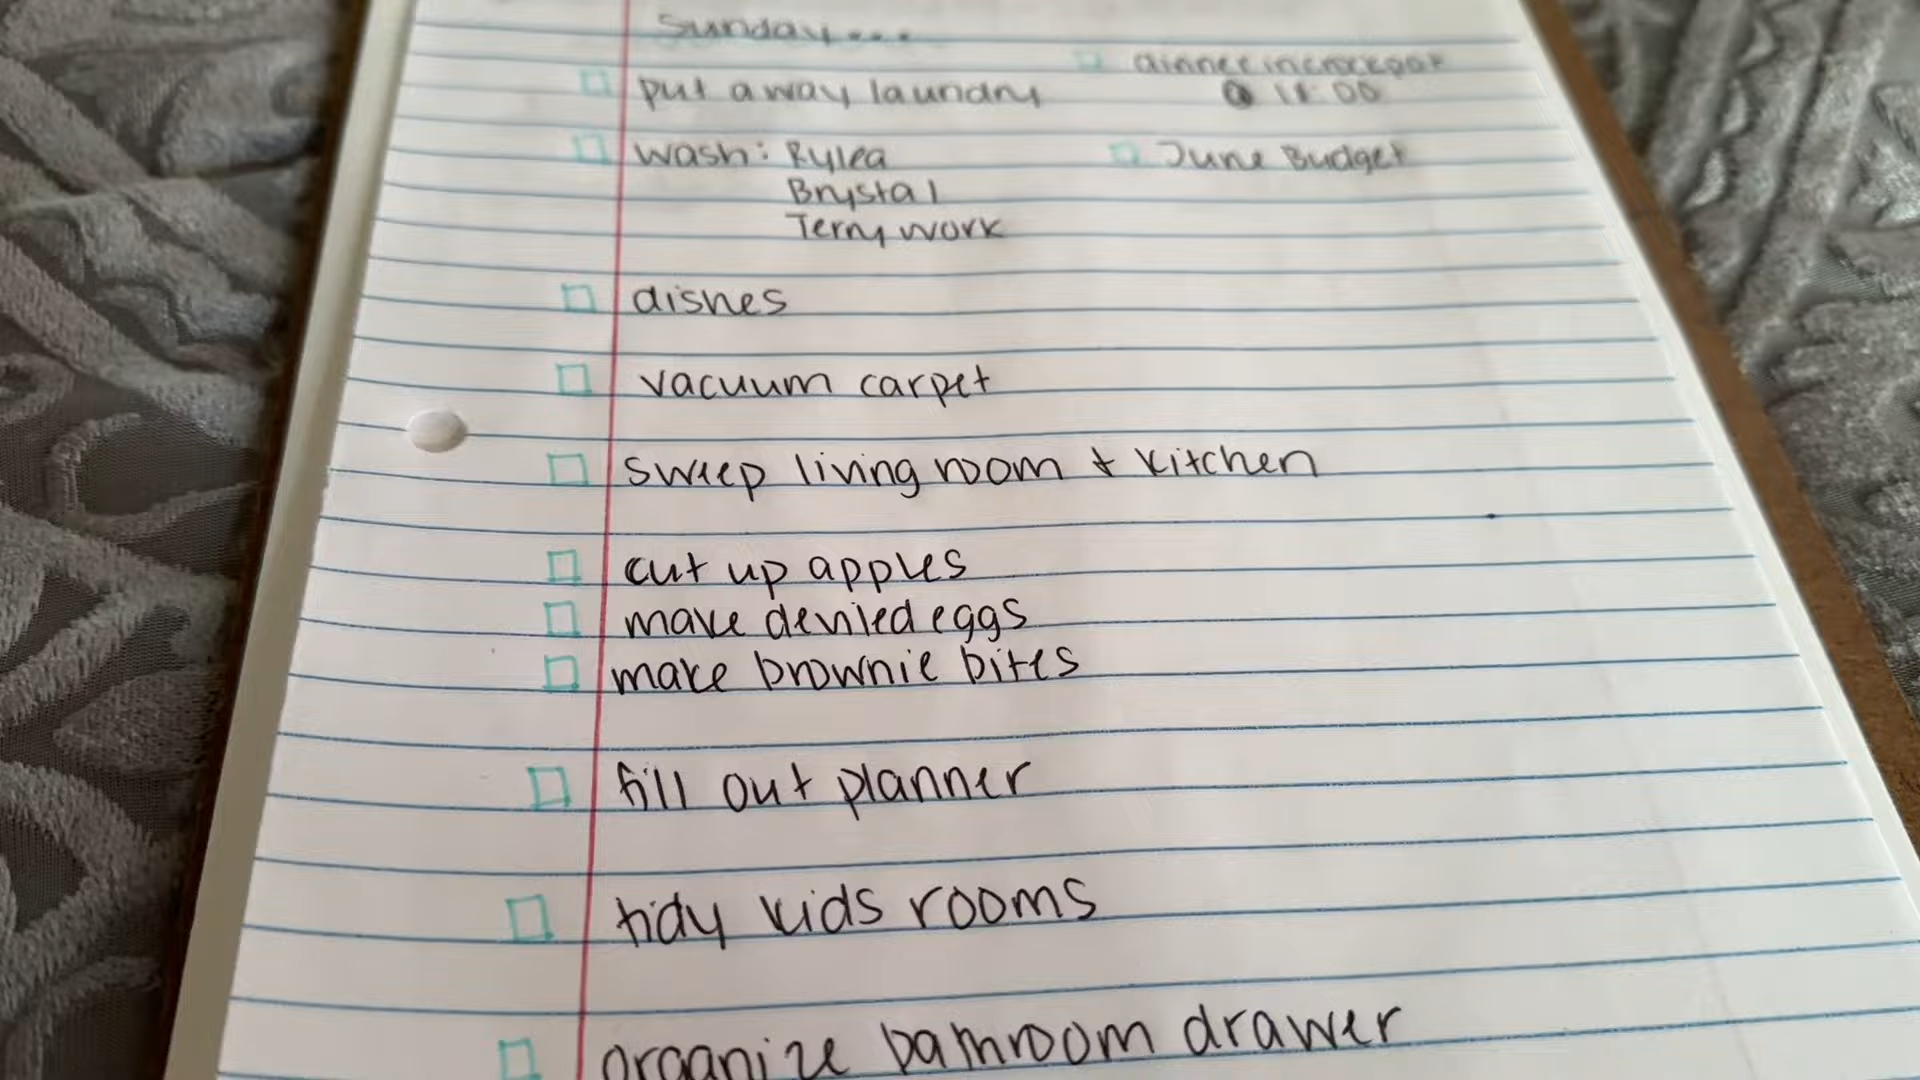 Sunday...
put away laundry
wash: Rylea
Brystal
Terry work
dishes
vacuum carpet
sweep living room + kitchen
cut up apples
make deviled eggs
make brownie bites
fill out planner
tidy kids rooms
organize bathroom drawer
dinner in crockpot
@ 11:00
June Budget